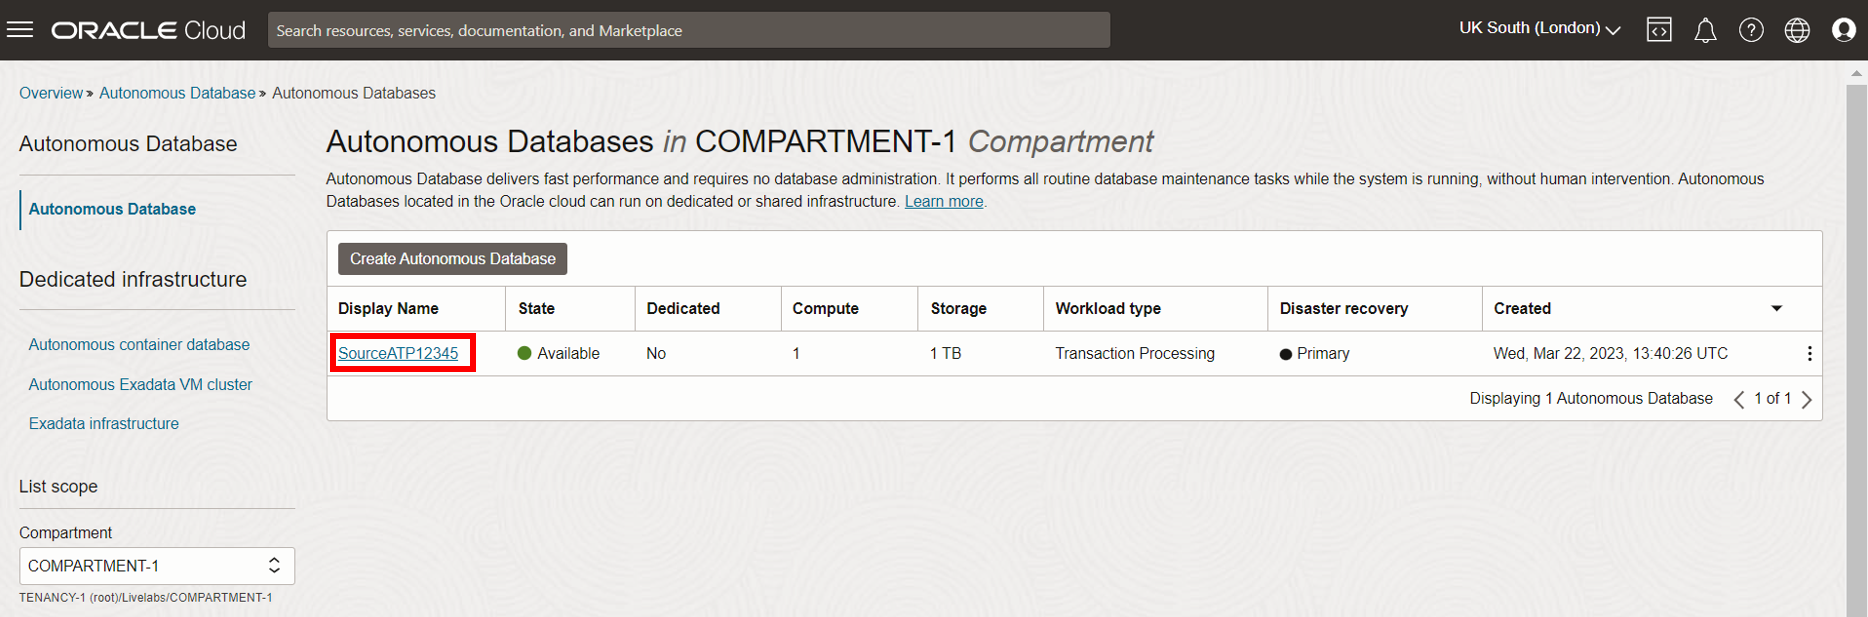 ORACLE Cloud
Search resources, services, documentation, and Marketplace
UK South (London)
Overview » Autonomous Database » Autonomous Databases
Autonomous Database
Autonomous Database
Dedicated infrastructure
Autonomous container database
Autonomous Exadata VM cluster
Exadata infrastructure
List scope
Compartment
COMPARTMENT-1
TENANCY-1 (root)/Livelabs/COMPARTMENT-1
Autonomous Databases in COMPARTMENT-1 Compartment
Autonomous Database delivers fast performance and requires no database administration. It performs all routine database maintenance tasks while the system is running, without human intervention. Autonomous
Databases located in the Oracle cloud can run on dedicated or shared infrastructure. Learn more.
Create Autonomous Database
Display Name State Dedicated Compute Storage Workload type Disaster recovery Created
SourceATP12345 Available No 1 1 TB Transaction Processing Primary Wed, Mar 22, 2023, 13:40:26 UTC
Displaying 1 Autonomous Database < 1 of 1 >